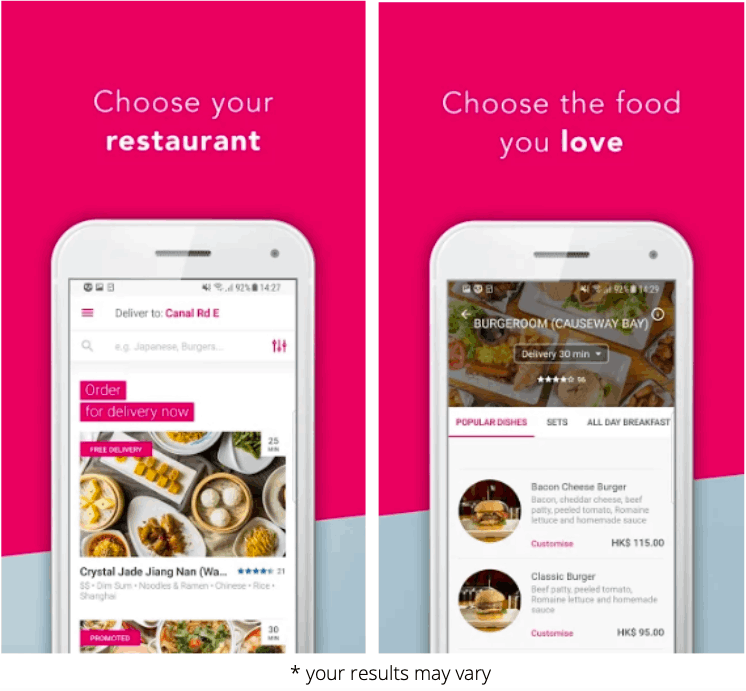 Choose your
restaurant
92% 14:27
Deliver to: Canal Rd E
e.g. Japanese, Burgers...
Order
for delivery now
FREE DELIVERY
25
MIN
Crystal Jade Jiang Nan (Wa...
21
$$ • Dim Sum • Noodles & Ramen • Chinese • Rice •
Shanghai
PROMOTED
30
MIN
Choose the food
you love
92% 14:29
BURGEROOM (CAUSEWAY BAY)
Delivery 30 min
96
POPULAR DISHES SETS ALL DAY BREAKFAST
Bacon Cheese Burger
Bacon, sheddar cheese, beef
patty, peeled tomato, Romaine
lettuce and homemade sauce
Customise HK$ 115.00
Classic Burger
Beef patty, peeled tomato,
Romaine lettuce and homemade
sauce
Customise HK$ 95.00
* your results may vary